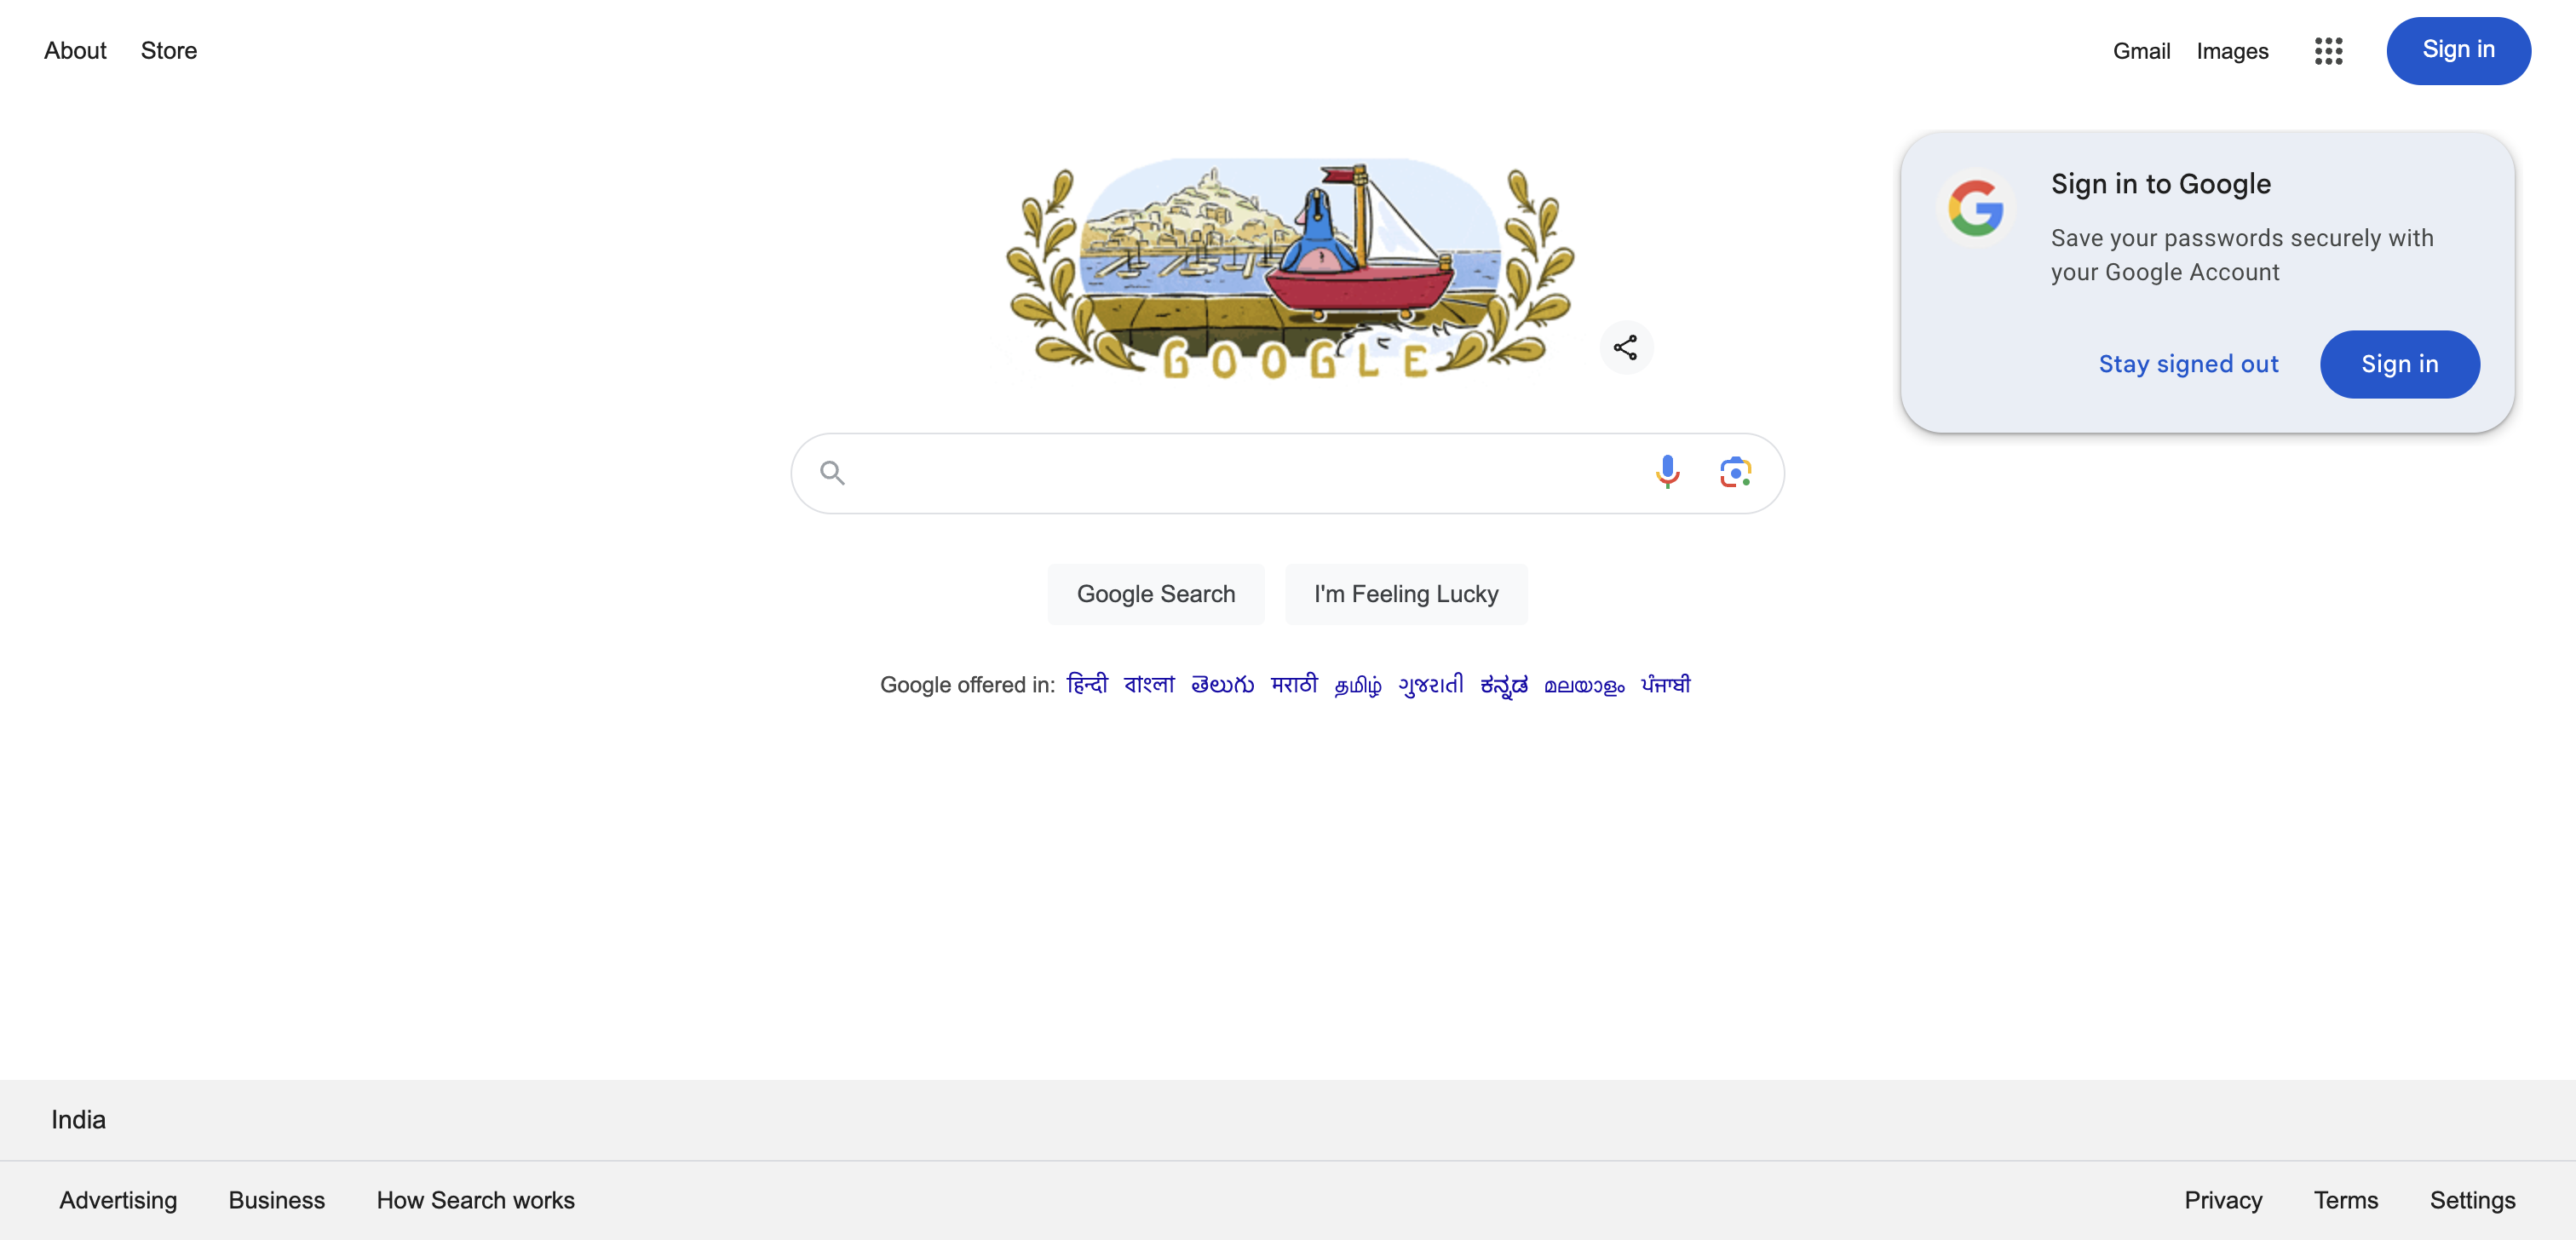 About Store
Gmail Images Sign in
GOOGLE
Sign in to Google
Save your passwords securely with
your Google Account
Stay signed out Sign in
Google Search I'm Feeling Lucky
Google offered in: हिन्दी বাংলা తెలుగు मराठी தமிழ் ગુજરાતી ಕನ್ನಡ മലയാളം ਪੰਜਾਬੀ
India
Advertising Business How Search works
Privacy Terms Settings